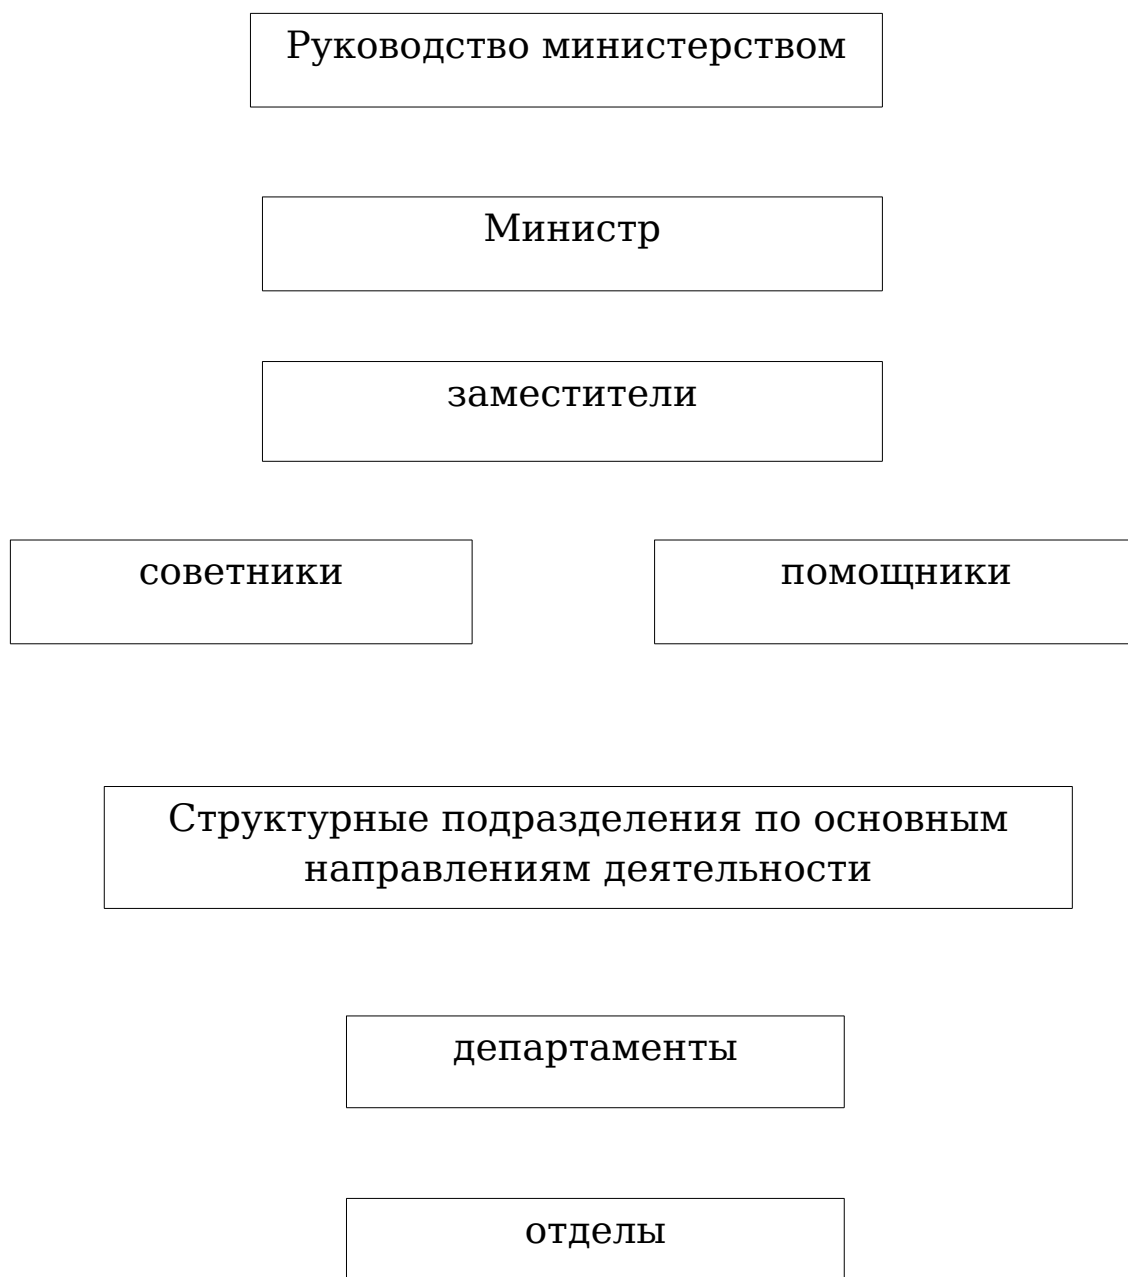 Руководство министерством
Министр
заместители
советники
помощники
Структурные подразделения по основным
направлениям деятельности
департаменты
отделы